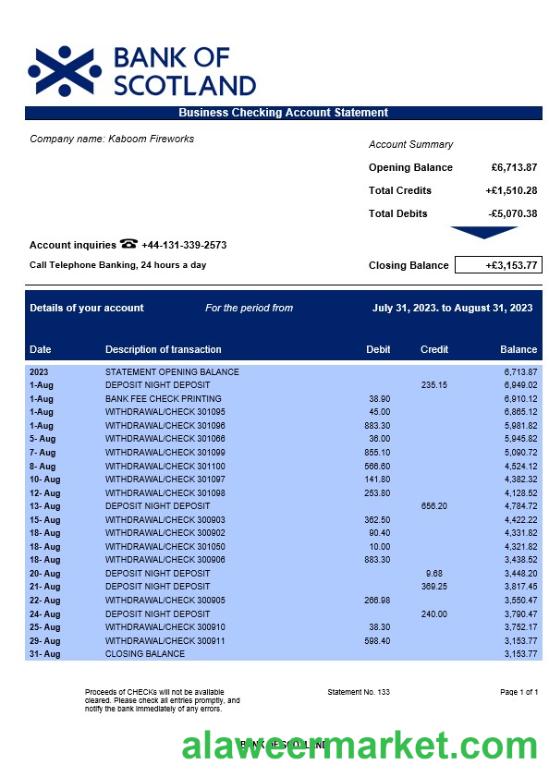 BANK OF
SCOTLAND
Business Checking Account Statement
Company name: Kaboom Fireworks
Account Summary
Opening Balance £6,713.87
Total Credits +£1,510.28
Total Debits -£5,070.38
Account inquiries ☎ +44-131-339-2573
Call Telephone Banking, 24 hours a day
Closing Balance +£3,153.77
Details of your account For the period from July 31, 2023. to August 31, 2023
Date Description of transaction Debit Credit Balance
2023 STATEMENT OPENING BALANCE 6,713.87
1-Aug DEPOSIT NIGHT DEPOSIT 235.15 6,949.02
1-Aug BANK FEE CHECK PRINTING 38.90 6,910.12
1-Aug WITHDRAWAL/CHECK 301095 45.00 6,865.12
1-Aug WITHDRAWAL/CHECK 301096 883.30 5,981.82
5- Aug WITHDRAWAL/CHECK 301066 36.00 5,945.82
7- Aug WITHDRAWAL/CHECK 301099 855.10 5,090.72
8- Aug WITHDRAWAL/CHECK 301100 566.60 4,524.12
10- Aug WITHDRAWAL/CHECK 301097 141.80 4,382.32
12- Aug WITHDRAWAL/CHECK 301098 253.80 4,128.52
13- Aug DEPOSIT NIGHT DEPOSIT 656.20 4,784.72
15- Aug WITHDRAWAL/CHECK 300903 362.50 4,422.22
18- Aug WITHDRAWAL/CHECK 300902 90.40 4,331.82
18- Aug WITHDRAWAL/CHECK 301050 10.00 4,321.82
18- Aug WITHDRAWAL/CHECK 300906 883.30 3,438.52
20- Aug DEPOSIT NIGHT DEPOSIT 9.68 3,448.20
21- Aug DEPOSIT NIGHT DEPOSIT 369.25 3,817.45
22- Aug WITHDRAWAL/CHECK 300905 266.98 3,550.47
24- Aug DEPOSIT NIGHT DEPOSIT 240.00 3,790.47
25- Aug WITHDRAWAL/CHECK 300910 38.30 3,752.17
29- Aug WITHDRAWAL/CHECK 300911 598.40 3,153.77
31- Aug CLOSING BALANCE 3,153.77
Proceeds of CHECKs will not be available
cleared. Please check all entries promptly, and
notify the bank immediately of any errors.
Statement No. 133
Page 1 of 1
BANK OF SCOTLAND
alaweermarket.com